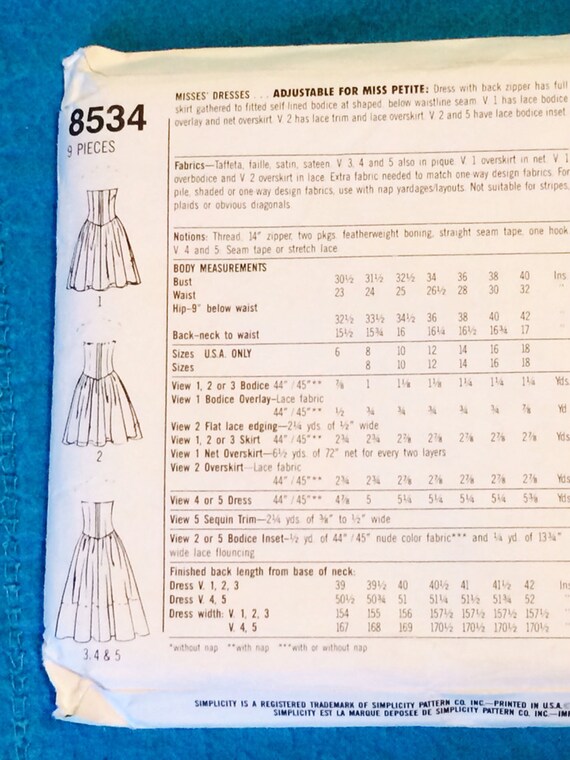 8534
9 PIECES
MISSES' DRESSES . . . ADJUSTABLE FOR MISS PETITE: Dress with back zipper has full
skirt gathered to fitted self lined bodice at shaped, below waistline seam. V. 1 has lace bodice
overlay and net overskirt. V. 2 has lace trim and lace overskirt. V. 2 and 5 have lace bodice inset.
Fabrics—Taffeta, faille, satin, sateen. V. 3, 4 and 5 also in pique. V. 1 overskirt in net. V. 1
overbodice and V. 2 overskirt in lace. Extra fabric needed to match one-way design fabrics. For
pile, shaded or one-way design fabrics, use with nap yardages/layouts. Not suitable for stripes,
plaids or obvious diagonals.
Notions: Thread, 14" zipper, two pkgs. featherweight boning, straight seam tape, one hook
V. 4 and 5: Seam tape or stretch lace.
BODY MEASUREMENTS
Bust 30½ 31½ 32½ 34 36 38 40 Ins
Waist 23 24 25 26½ 28 30 32 "
Hip-9" below waist
32½ 33½ 34½ 36 38 40 42 "
Back-neck to waist 15½ 15¾ 16 16¼ 16½ 16¾ 17 "
Sizes U.S.A. ONLY 6 8 10 12 14 16 18
Sizes 8 10 12 14 16 18
View 1, 2 or 3 Bodice 44"/45"*** ⅞ 1 1⅛ 1⅛ 1¼ 1¼ 1¼ Yds
View 1 Bodice Overlay-Lace fabric
44"/45"*** ½ ¾ ¾ ¾ ¾ ¾ ⅞ Yd
View 2 Flat lace edging—2¼ yds. of ½" wide
View 1, 2 or 3 Skirt 44"/45"*** 2¾ 2¾ 2⅞ 2⅞ 2⅞ 2⅞ 2⅞ Yds
View 1 Net Overskirt—6½ yds. of 72" net for every two layers
View 2 Overskirt—Lace fabric
44"/45"*** 2¾ 2¾ 2⅞ 2⅞ 2⅞ 2⅞ 2⅞ Yds
View 4 or 5 Dress 44"/45"*** 4⅞ 5 5¼ 5¼ 5¼ 5¼ 5⅜ Yds
View 5 Sequin Trim—2¼ yds. of ⅜" to ½" wide
View 2 or 5 Bodice Inset—½ yd. of 44"/45" nude color fabric*** and ¼ yd. of 13¾"
wide lace flouncing
Finished back length from base of neck:
Dress V. 1, 2, 3 39 39½ 40 40½ 41 41½ 42 Ins
Dress V. 4, 5 50½ 50¾ 51 51¼ 51½ 51¾ 52 "
Dress width: V. 1, 2, 3 154 155 156 157½ 157½ 157½ 157½ "
V. 4, 5 167 168 169 170½ 170½ 170½ 170½ "
*without nap **with nap ***with or without nap
1
2
3, 4 & 5
SIMPLICITY IS A REGISTERED TRADEMARK OF SIMPLICITY PATTERN CO. INC.—PRINTED IN U.S.A.
SIMPLICITY EST LA MARQUE DEPOSEE DE SIMPLICITY PATTERN CO. INC.—IM